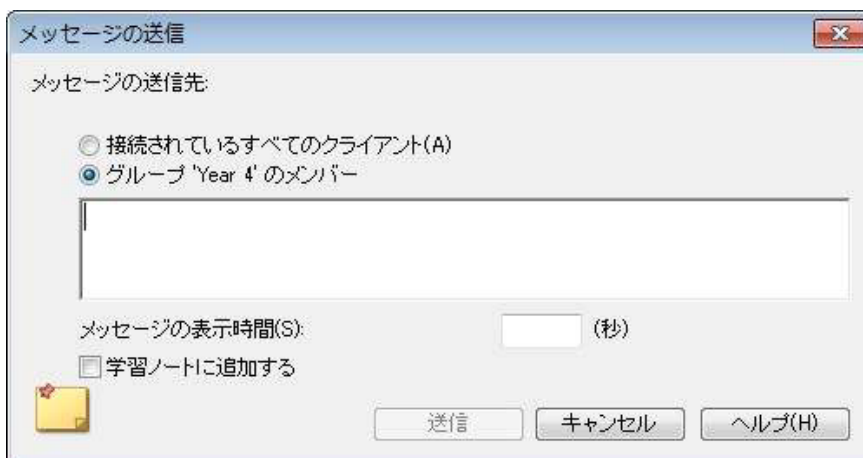 メッセージの送信
メッセージの送信先:
接続されているすべてのクライアント(A)
グループ 'Year 4' のメンバー
メッセージの表示時間(S): (秒)
学習ノートに追加する
送信 キャンセル ヘルプ(H)